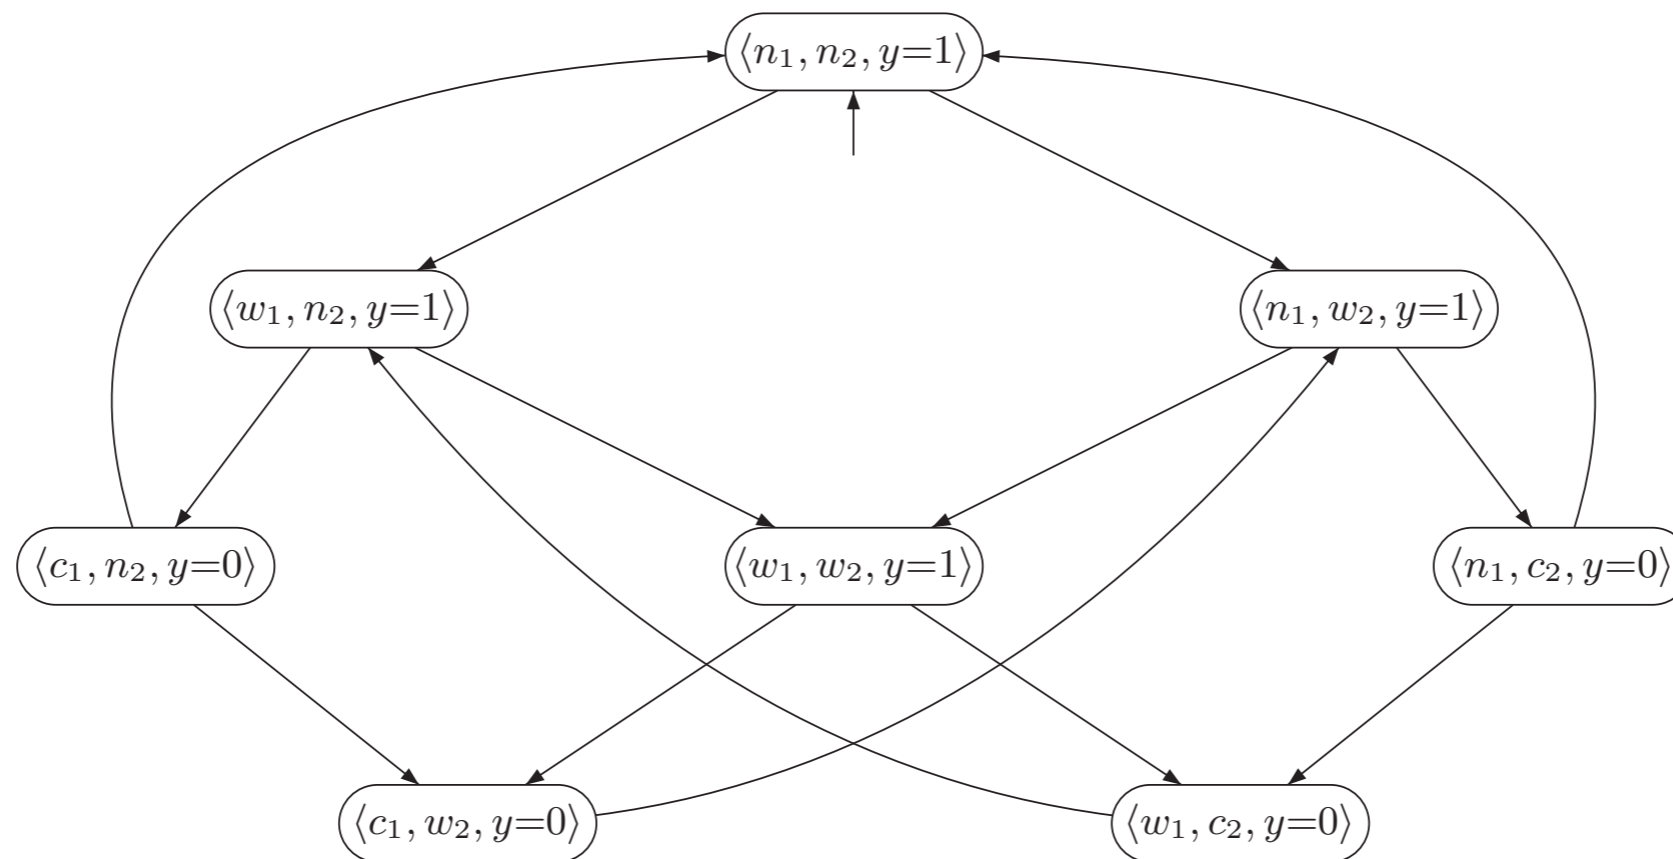 ⟨n₁, n₂, y=1⟩
⟨w₁, n₂, y=1⟩
⟨n₁, w₂, y=1⟩
⟨c₁, n₂, y=0⟩
⟨w₁, w₂, y=1⟩
⟨n₁, c₂, y=0⟩
⟨c₁, w₂, y=0⟩
⟨w₁, c₂, y=0⟩